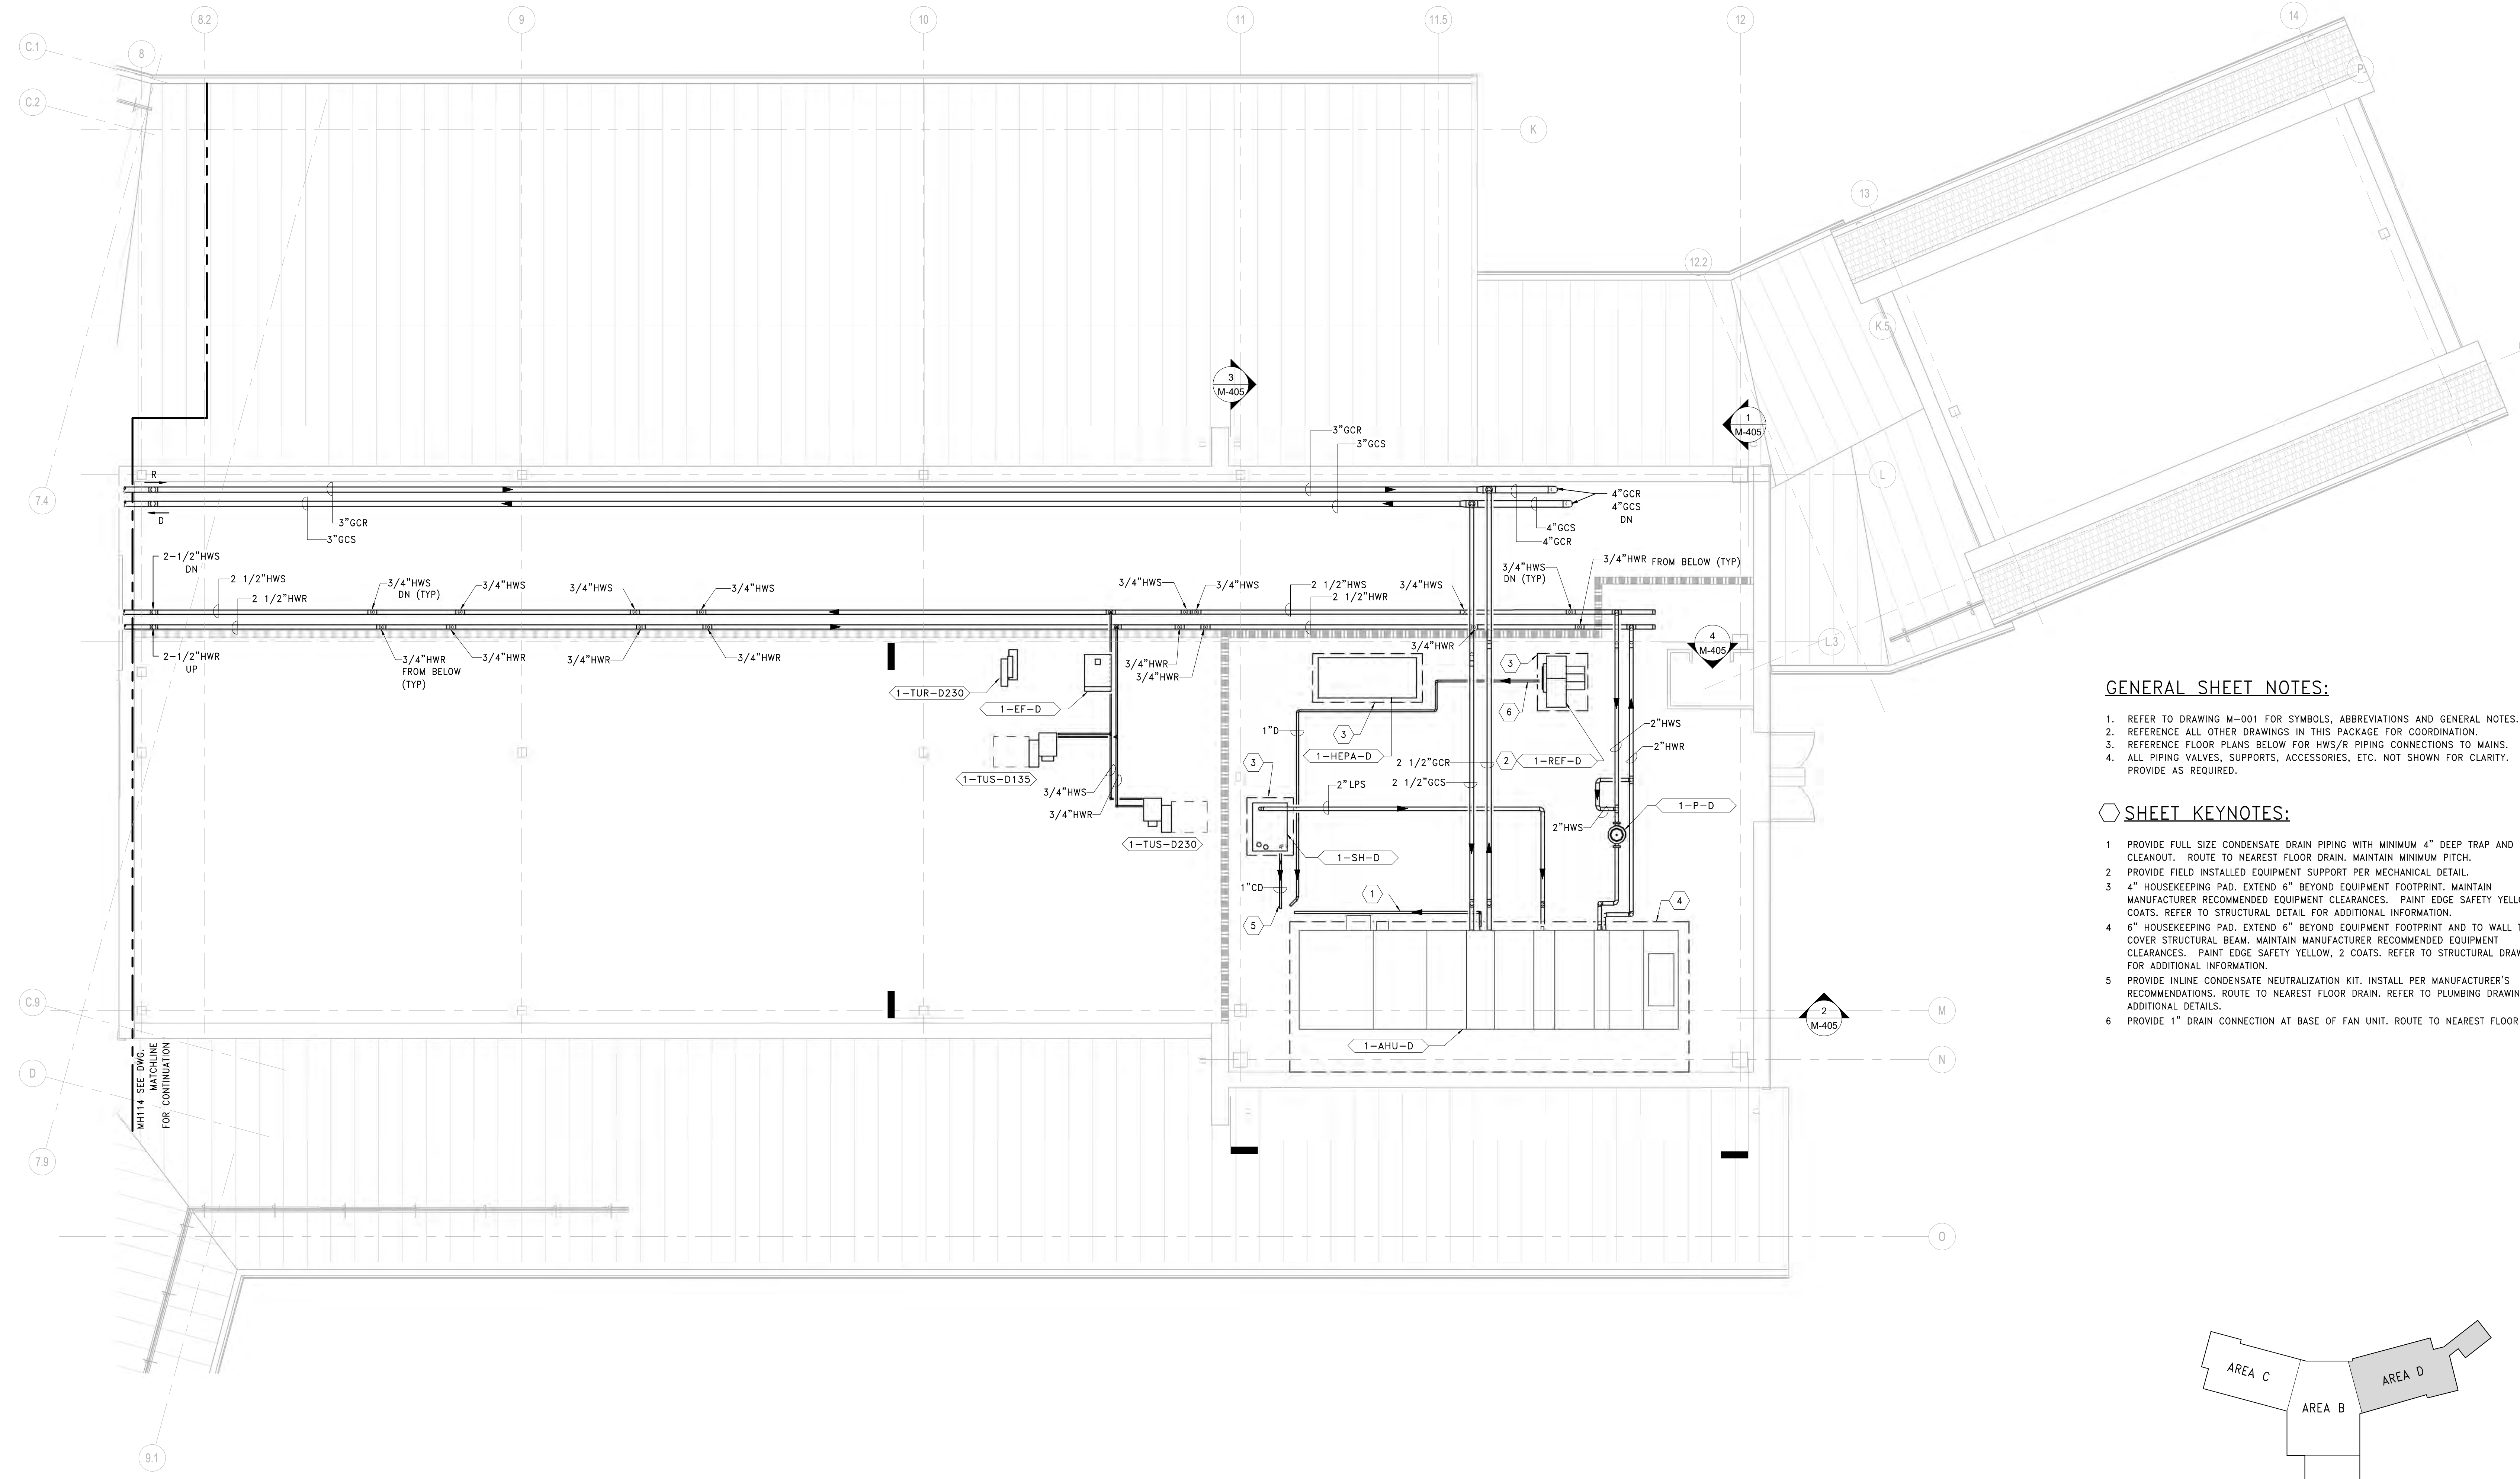 8.2
9
10
11
11.5
12
14
C.1
8
P.
C.2
K
13
12.2
K.5
3
M-405
1
M-405
3"GCR
3"GCS
R
L
7.4
D
3"GCR
3"GCS
4"GCR
4"GCS
DN
4"GCS
4"GCR
2-1/2"HWS
DN
2 1/2"HWS
2 1/2"HWR
3/4"HWS
DN (TYP)
3/4"HWS
3/4"HWS
3/4"HWS
3/4"HWS
3/4"HWS
2 1/2"HWS
2 1/2"HWR
3/4"HWS
3/4"HWS
DN (TYP)
3/4"HWR FROM BELOW (TYP)
2-1/2"HWR
UP
3/4"HWR
FROM BELOW
(TYP)
3/4"HWR
3/4"HWR
3/4"HWR
3/4"HWR
3/4"HWR
3/4"HWR
4
M-405
L.3
1-TUR-D230
1-EF-D
3
6
1"D
3
1-HEPA-D
2"HWS
2"HWR
2 1/2"GCR
2
1-REF-D
3
1-TUS-D135
2 1/2"GCS
3/4"HWS
2"LPS
3/4"HWR
1-P-D
2"HWS
1-TUS-D230
1-SH-D
1"CD
1
4
5
C.9
M
2
M-405
1-AHU-D
N
D
MH114 SEE DWG.
MATCHLINE
FOR CONTINUATION
7.9
O
9.1
GENERAL SHEET NOTES:
1. REFER TO DRAWING M-001 FOR SYMBOLS, ABBREVIATIONS AND GENERAL NOTES.
2. REFERENCE ALL OTHER DRAWINGS IN THIS PACKAGE FOR COORDINATION.
3. REFERENCE FLOOR PLANS BELOW FOR HWS/R PIPING CONNECTIONS TO MAINS.
4. ALL PIPING VALVES, SUPPORTS, ACCESSORIES, ETC. NOT SHOWN FOR CLARITY.
PROVIDE AS REQUIRED.
SHEET KEYNOTES:
1 PROVIDE FULL SIZE CONDENSATE DRAIN PIPING WITH MINIMUM 4" DEEP TRAP AND
CLEANOUT. ROUTE TO NEAREST FLOOR DRAIN. MAINTAIN MINIMUM PITCH.
2 PROVIDE FIELD INSTALLED EQUIPMENT SUPPORT PER MECHANICAL DETAIL.
3 4" HOUSEKEEPING PAD. EXTEND 6" BEYOND EQUIPMENT FOOTPRINT. MAINTAIN
MANUFACTURER RECOMMENDED EQUIPMENT CLEARANCES. PAINT EDGE SAFETY
COATS. REFER TO STRUCTURAL DETAIL FOR ADDITIONAL INFORMATION.
4 6" HOUSEKEEPING PAD. EXTEND 6" BEYOND EQUIPMENT FOOTPRINT AND TO WALL
COVER STRUCTURAL BEAM. MAINTAIN MANUFACTURER RECOMMENDED EQUIPMENT
CLEARANCES. PAINT EDGE SAFETY YELLOW, 2 COATS. REFER TO STRUCTURAL
FOR ADDITIONAL INFORMATION.
5 PROVIDE INLINE CONDENSATE NEUTRALIZATION KIT. INSTALL PER MANUFACTURER'S
RECOMMENDATIONS. ROUTE TO NEAREST FLOOR DRAIN. REFER TO PLUMBING
ADDITIONAL DETAILS.
6 PROVIDE 1" DRAIN CONNECTION AT BASE OF FAN UNIT. ROUTE TO NEAREST FLOOR
AREA C
AREA B
AREA D